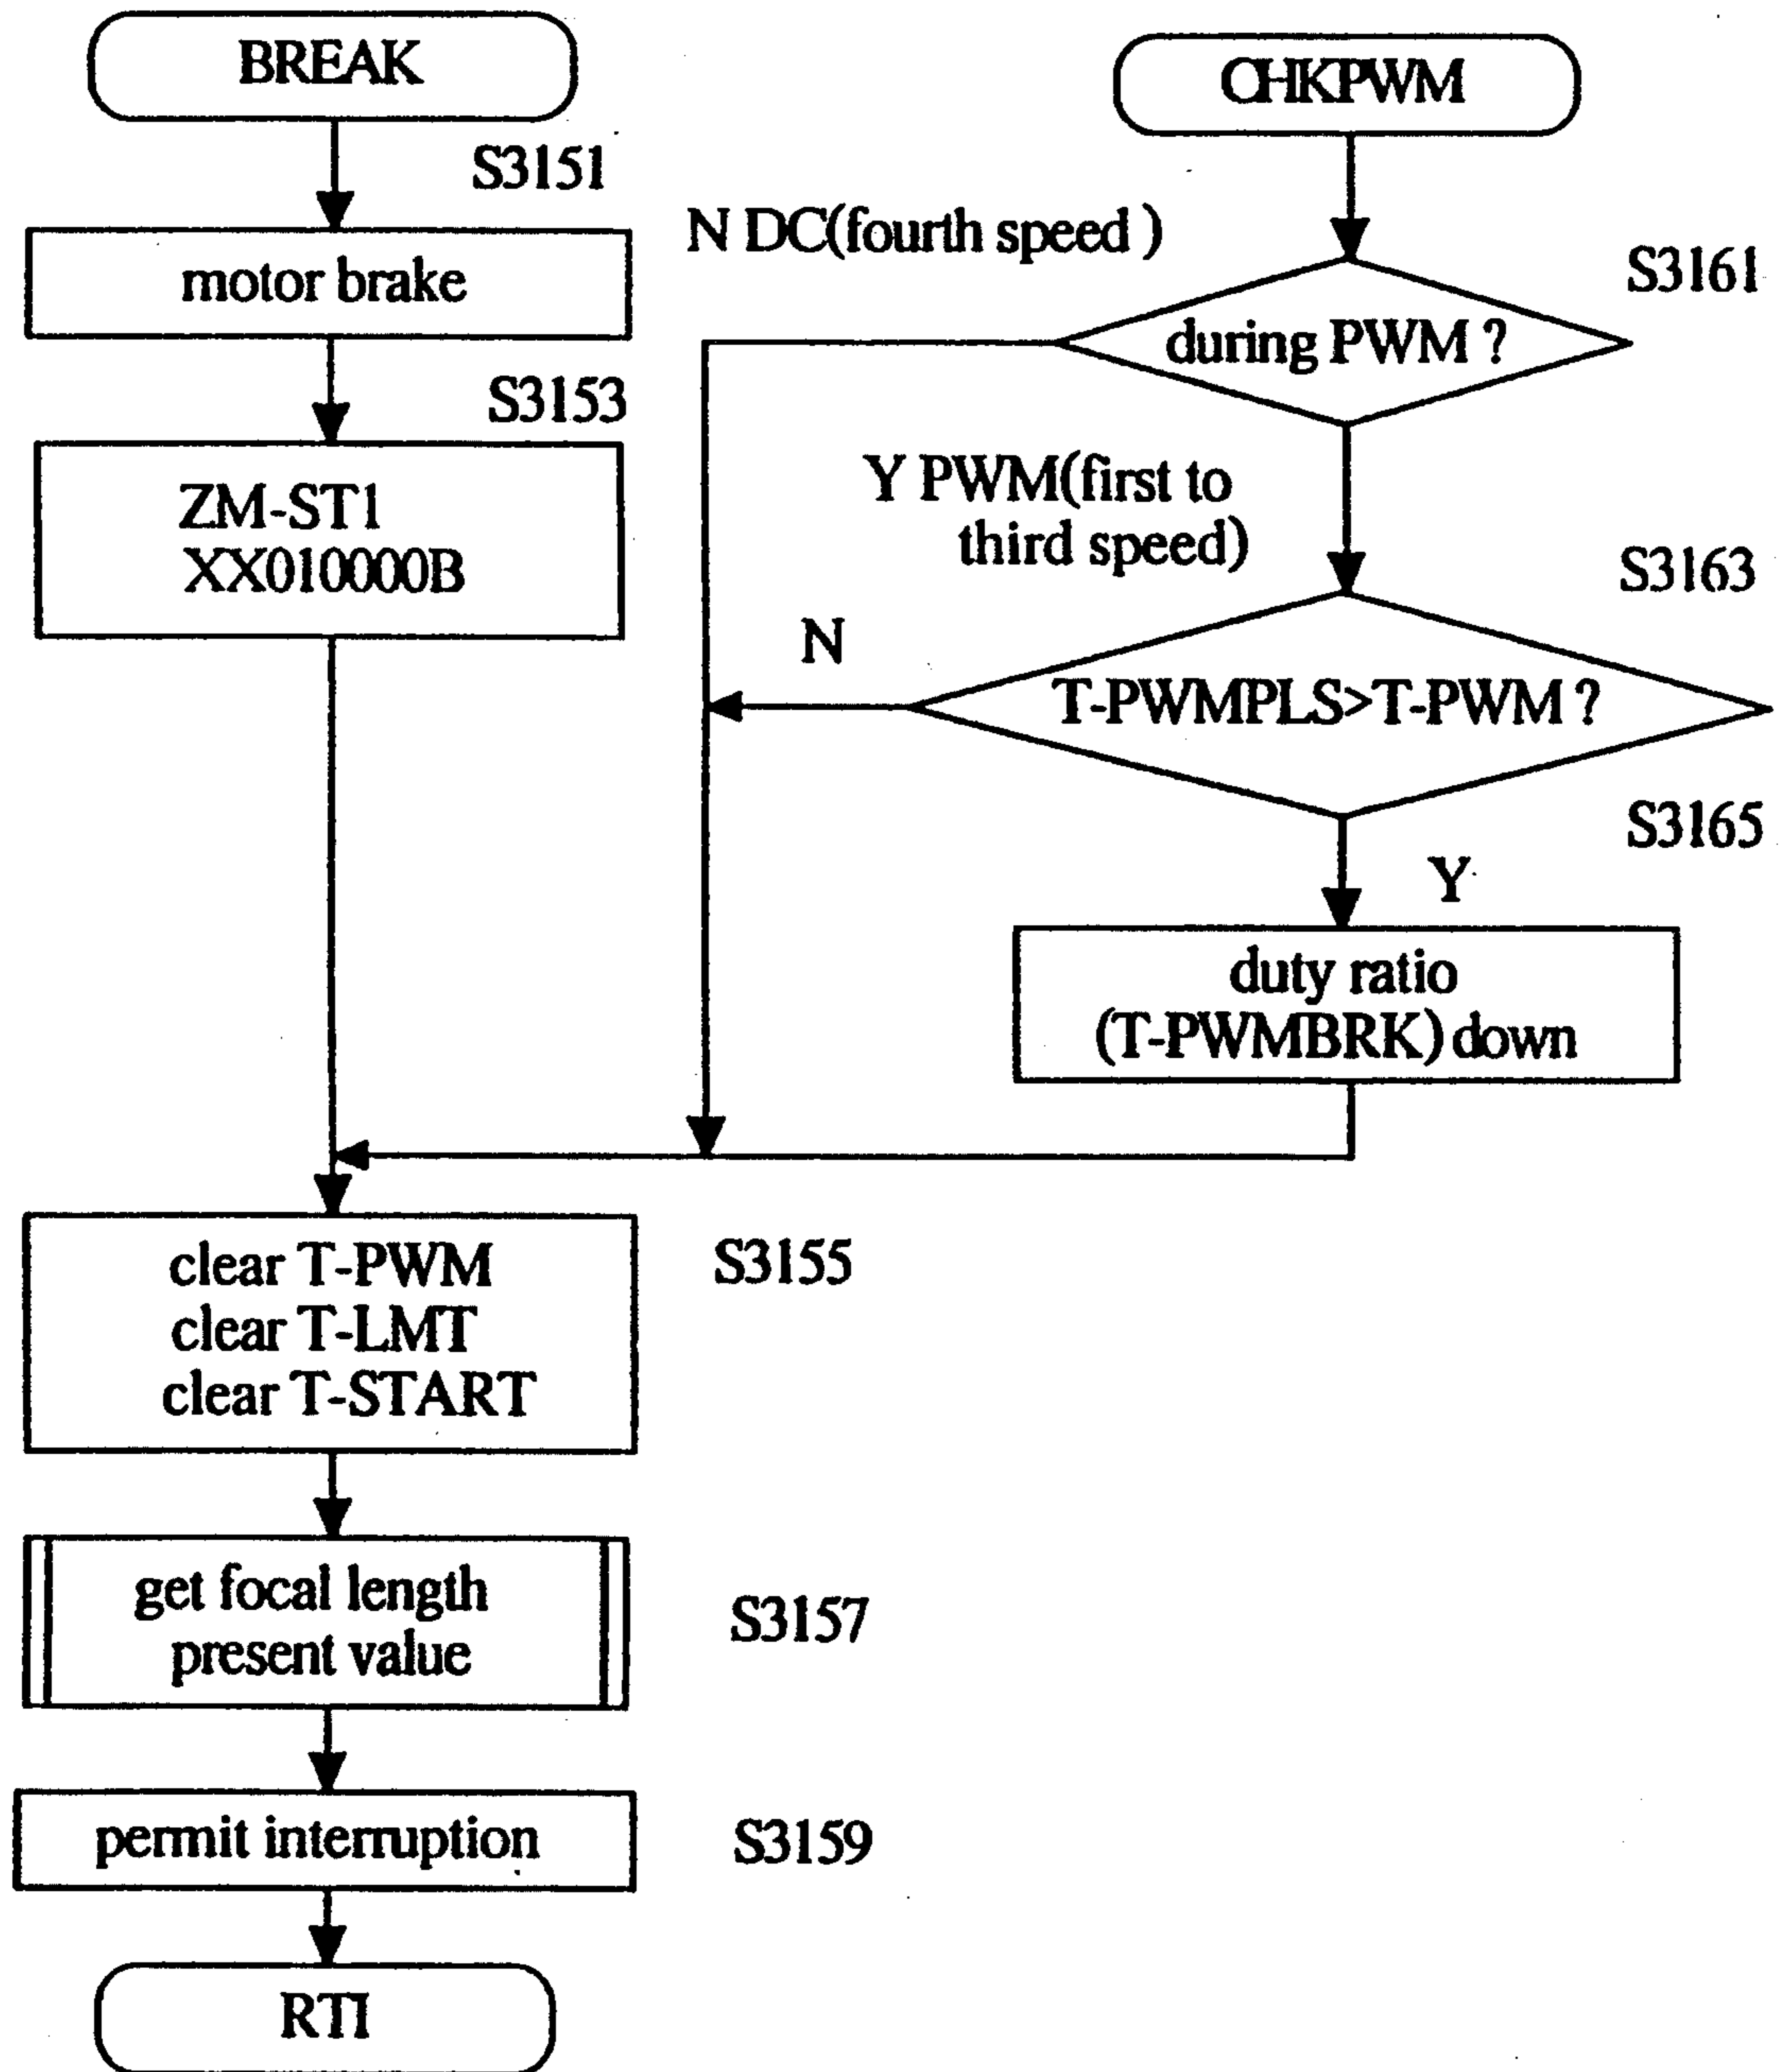 BREAK
S3151
motor brake
S3153
ZM-ST1
XX010000B
CHKPWM
N DC(fourth speed )
S3161
during PWM ?
Y PWM(first to
third speed)
S3163
N
T-PWMPLS>T-PWM ?
S3165
Y
duty ratio
(T-PWMBRK) down
clear T-PWM
clear T-LMT
clear T-START
S3155
get focal length
present value
S3157
permit interruption
S3159
RTI